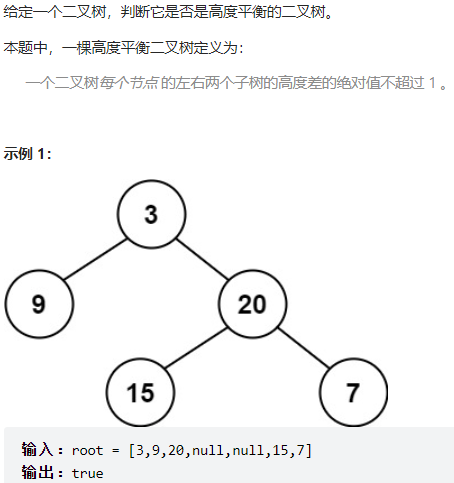 给定一个二叉树，判断它是否是高度平衡的二叉树。
本题中，一棵高度平衡二叉树定义为：
一个二叉树每个节点 的左右两个子树的高度差的绝对值不超过 1 。
示例 1：
3
9
20
15
7
输入：root = [3,9,20,null,null,15,7]
输出：true